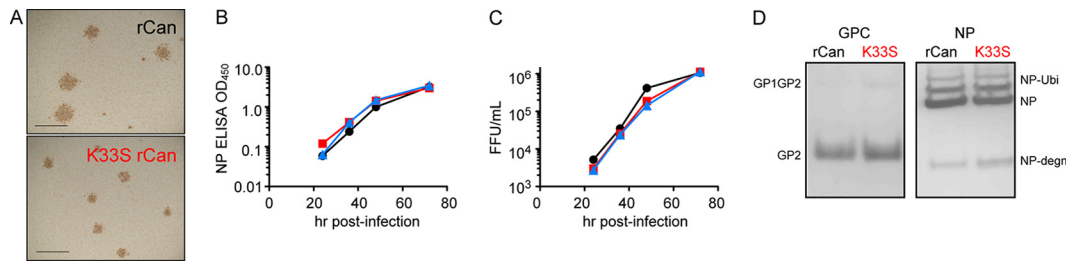 A
rCan
K33S rCan
B
NP ELISA OD450
10.0
1.0
0.1
0.01
0 20 40 60 80
hr post-infection
C
FFU/mL
10^6
10^5
10^4
10^3
0 20 40 60 80
hr post-infection
D
GPC NP
rCan K33S rCan K33S
GP1GP2
GP2
NP-Ubi
NP
NP-degn